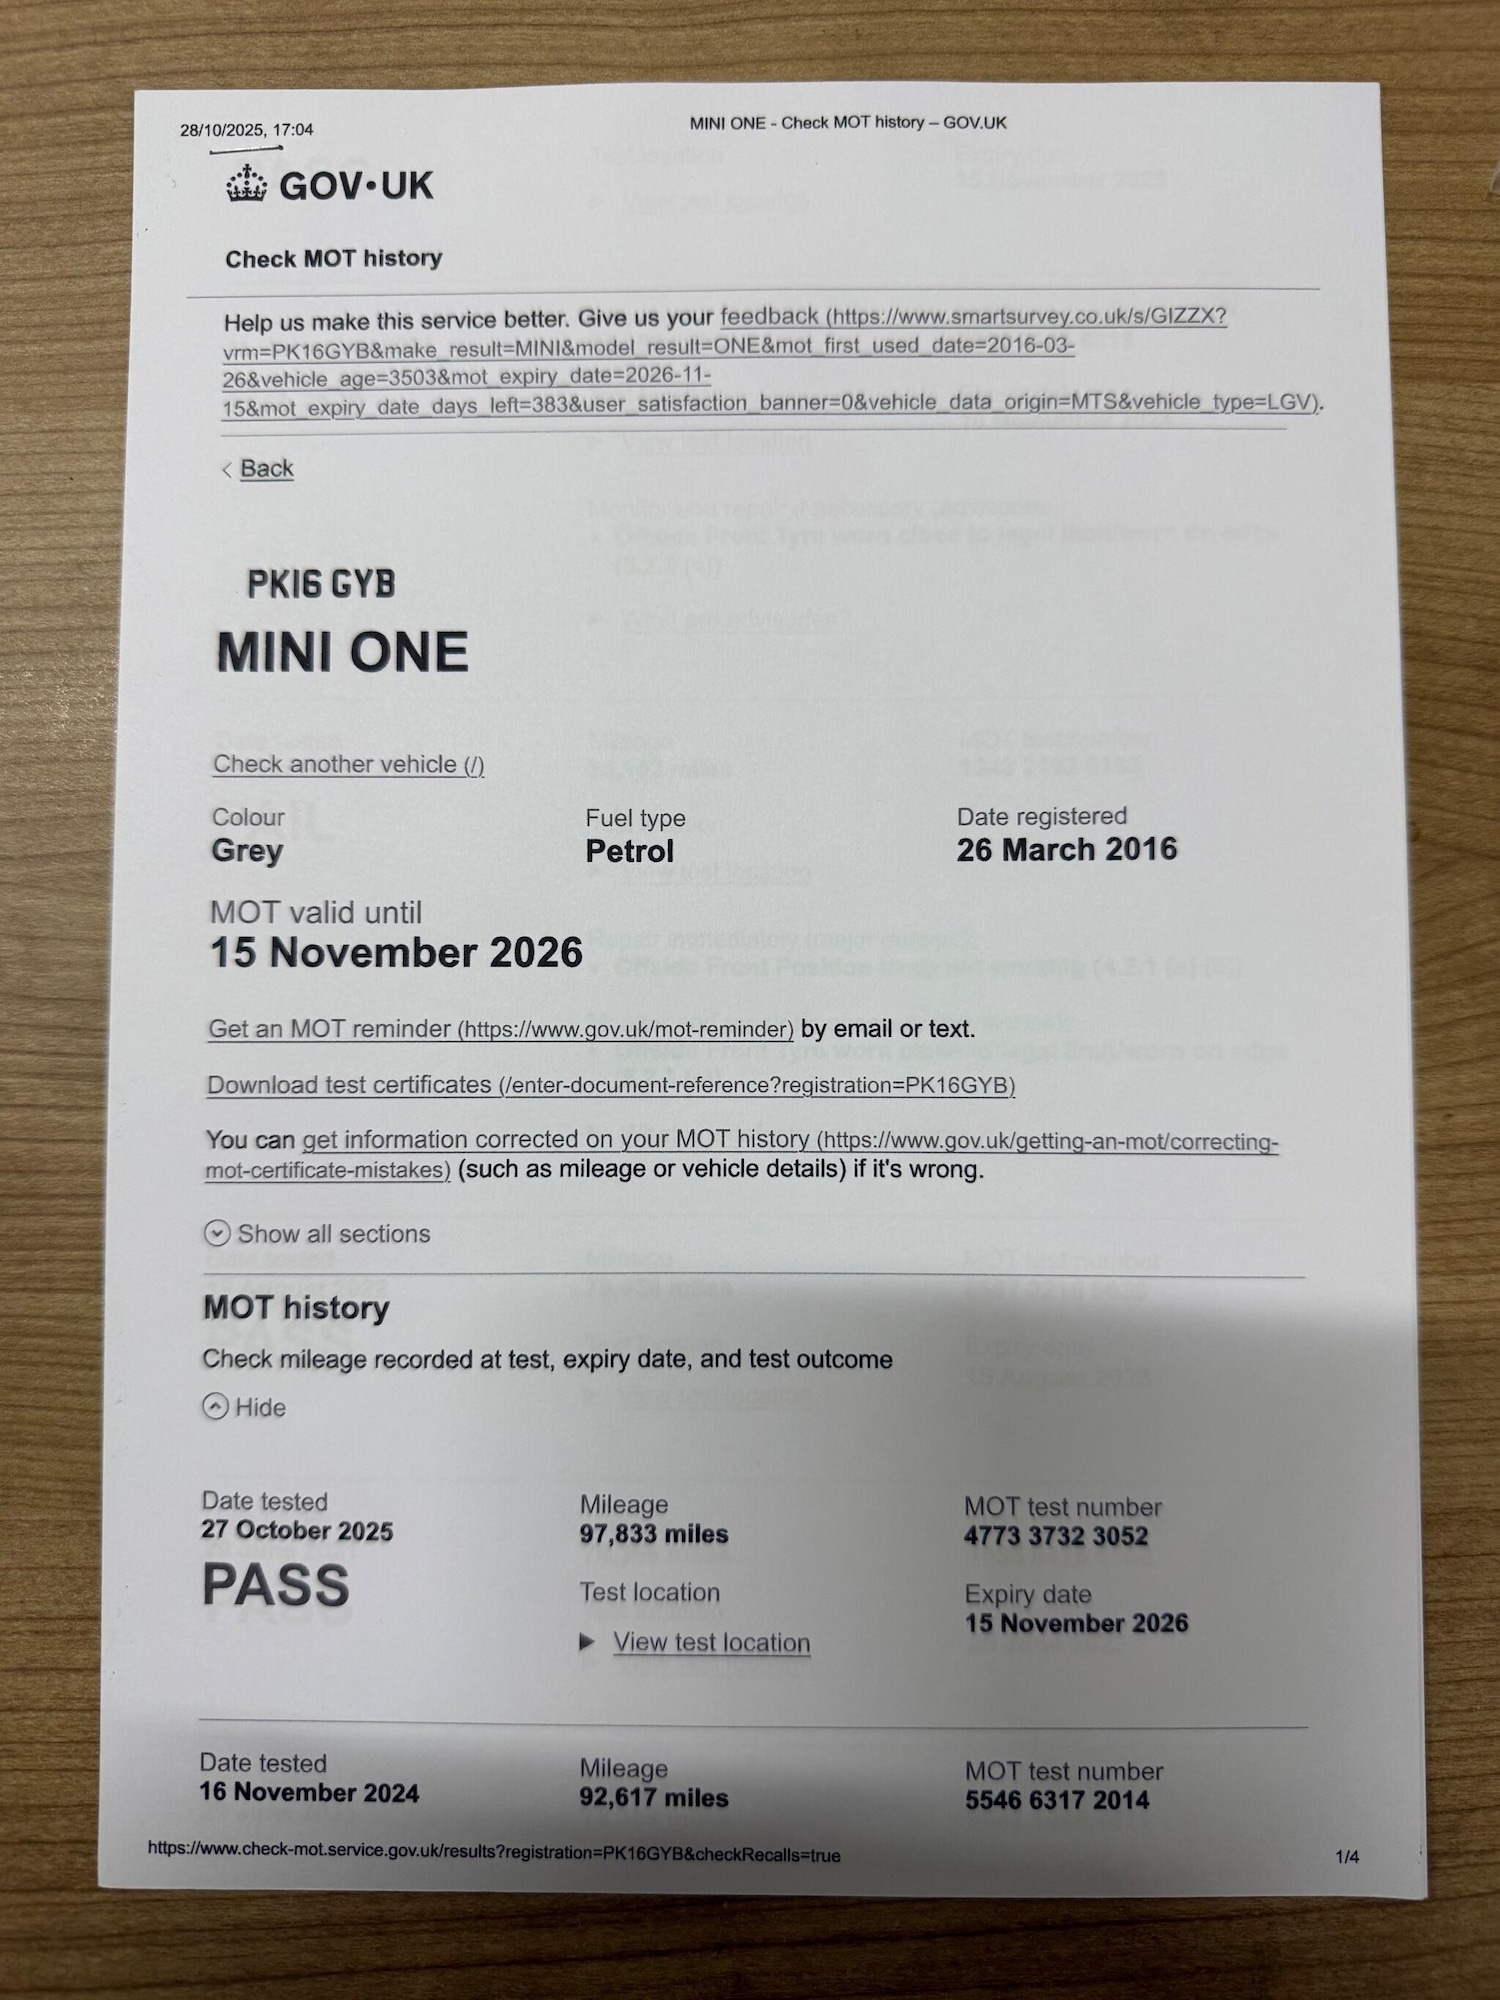 28/10/2025, 17:04
MINI ONE - Check MOT history – GOV.UK
GOV·UK
Check MOT history
Help us make this service better. Give us your feedback (https://www.smartsurvey.co.uk/s/GIZZX?
vrm=PK16GYB&make_result=MINI&model_result=ONE&mot_first_used_date=2016-03-
26&vehicle_age=3503&mot_expiry_date=2026-11-
15&mot_expiry_date_days_left=383&user_satisfaction_banner=0&vehicle_data_origin=MTS&vehicle_type=LGV).
< Back
PK16 GYB
MINI ONE
Check another vehicle (/)
Colour
Grey
Fuel type
Petrol
Date registered
26 March 2016
MOT valid until
15 November 2026
Get an MOT reminder (https://www.gov.uk/mot-reminder) by email or text.
Download test certificates (/enter-document-reference?registration=PK16GYB)
You can get information corrected on your MOT history (https://www.gov.uk/getting-an-mot/correcting-
mot-certificate-mistakes) (such as mileage or vehicle details) if it's wrong.
Show all sections
MOT history
Check mileage recorded at test, expiry date, and test outcome
Hide
Date tested
27 October 2025
PASS
Mileage
97,833 miles
Test location
View test location
MOT test number
4773 3732 3052
Expiry date
15 November 2026
Date tested
16 November 2024
Mileage
92,617 miles
MOT test number
5546 6317 2014
https://www.check-mot.service.gov.uk/results?registration=PK16GYB&checkRecalls=true
1/4